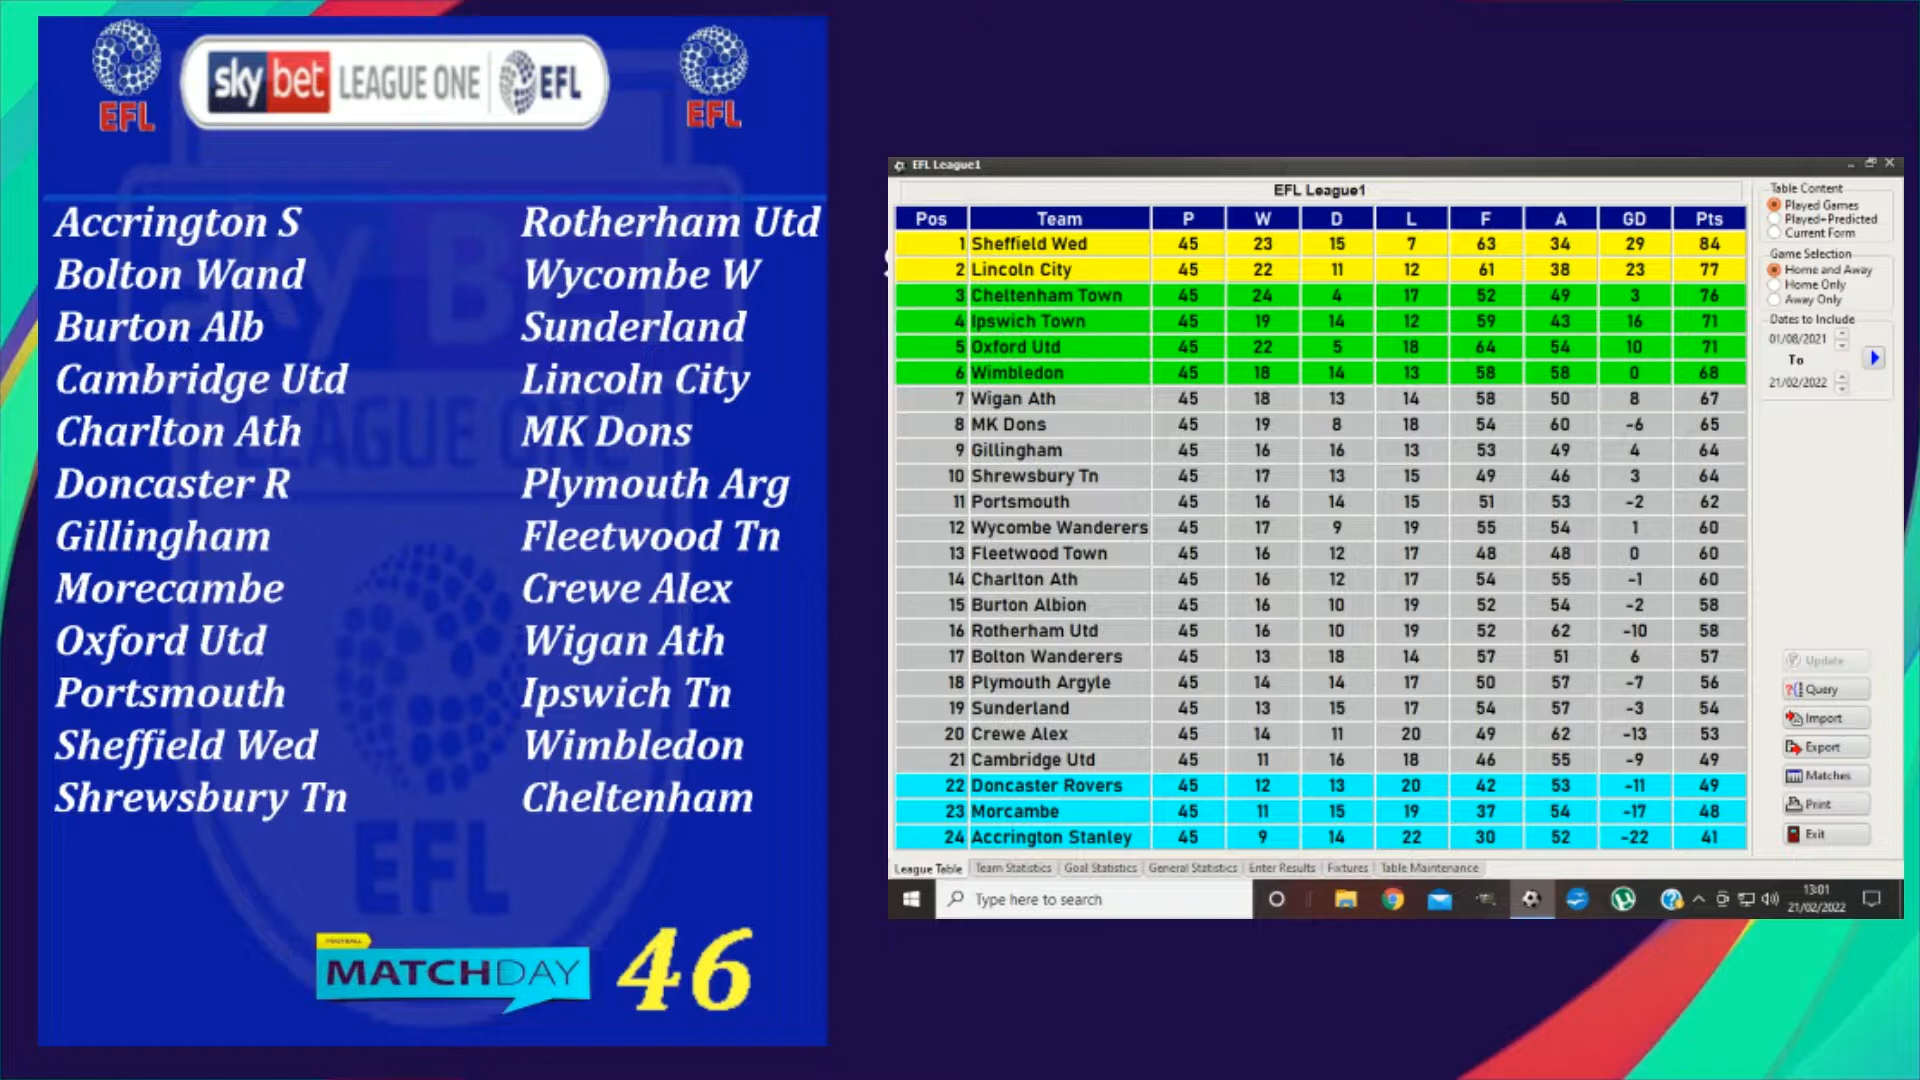 EFL
sky bet LEAGUE ONE EFL
EFL
Accrington S Rotherham Utd
Bolton Wand Wycombe W
Burton Alb Sunderland
Cambridge Utd Lincoln City
Charlton Ath MK Dons
Doncaster R Plymouth Arg
Gillingham Fleetwood Tn
Morecambe Crewe Alex
Oxford Utd Wigan Ath
Portsmouth Ipswich Tn
Sheffield Wed Wimbledon
Shrewsbury Tn Cheltenham
Sky Bet
LEAGUE ONE
EFL
FOOTBALL
MATCHDAY 46
EFL League1
EFL League1
Pos Team P W D L F A GD Pts
1 Sheffield Wed 45 23 15 7 63 34 29 84
2 Lincoln City 45 22 11 12 61 38 23 77
3 Cheltenham Town 45 24 4 17 52 49 3 76
4 Ipswich Town 45 19 14 12 59 43 16 71
5 Oxford Utd 45 22 5 18 64 54 10 71
6 Wimbledon 45 18 14 13 58 58 0 68
7 Wigan Ath 45 18 13 14 58 50 8 67
8 MK Dons 45 19 8 18 54 60 -6 65
9 Gillingham 45 16 16 13 53 49 4 64
10 Shrewsbury Tn 45 17 13 15 49 46 3 64
11 Portsmouth 45 16 14 15 51 53 -2 62
12 Wycombe Wanderers 45 17 9 19 55 54 1 60
13 Fleetwood Town 45 16 12 17 48 48 0 60
14 Charlton Ath 45 16 12 17 54 55 -1 60
15 Burton Albion 45 16 10 19 52 54 -2 58
16 Rotherham Utd 45 16 10 19 52 62 -10 58
17 Bolton Wanderers 45 13 18 14 57 51 6 57
18 Plymouth Argyle 45 14 14 17 50 57 -7 56
19 Sunderland 45 13 15 17 54 57 -3 54
20 Crewe Alex 45 14 11 20 49 62 -13 53
21 Cambridge Utd 45 11 16 18 46 55 -9 49
22 Doncaster Rovers 45 12 13 20 42 53 -11 49
23 Morcambe 45 11 15 19 37 54 -17 48
24 Accrington Stanley 45 9 14 22 30 52 -22 41
Table Content
Played Games
Played+Predicted
Current Form
Game Selection
Home and Away
Home Only
Away Only
Dates to Include
01/08/2021
To
21/02/2022
Update
Query
Import
Export
Matches
Print
Exit
League Table Team Statistics Goal Statistics General Statistics Enter Results Fixtures Table Maintenance
Type here to search
13:01
21/02/2022